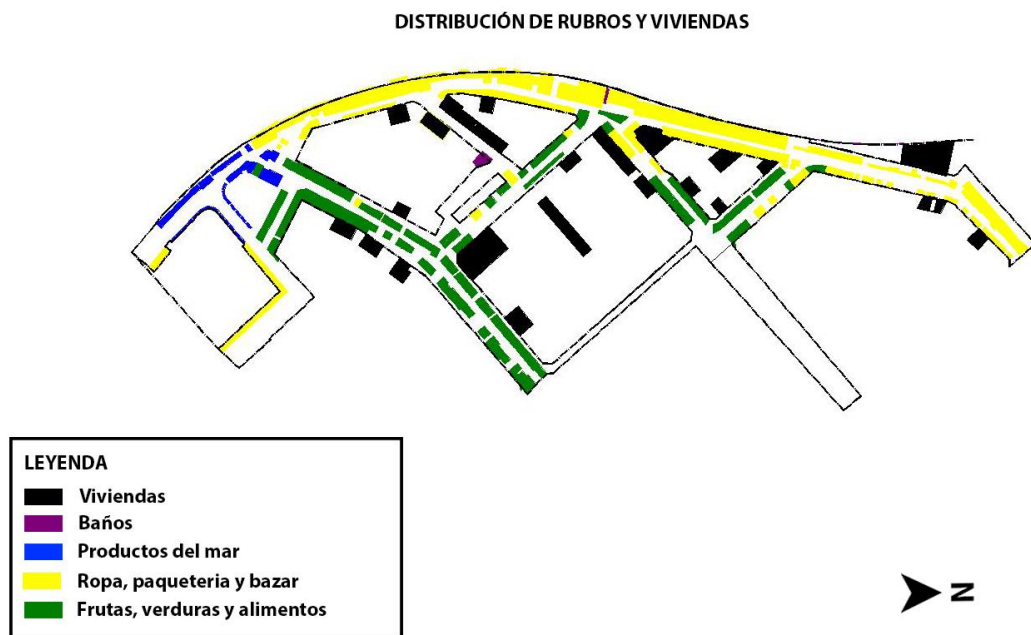 DISTRIBUCIÓN DE RUBROS Y VIVIENDAS
LEYENDA
Viviendas
Baños
Productos del mar
Ropa, paqueteria y bazar
Frutas, verduras y alimentos
N